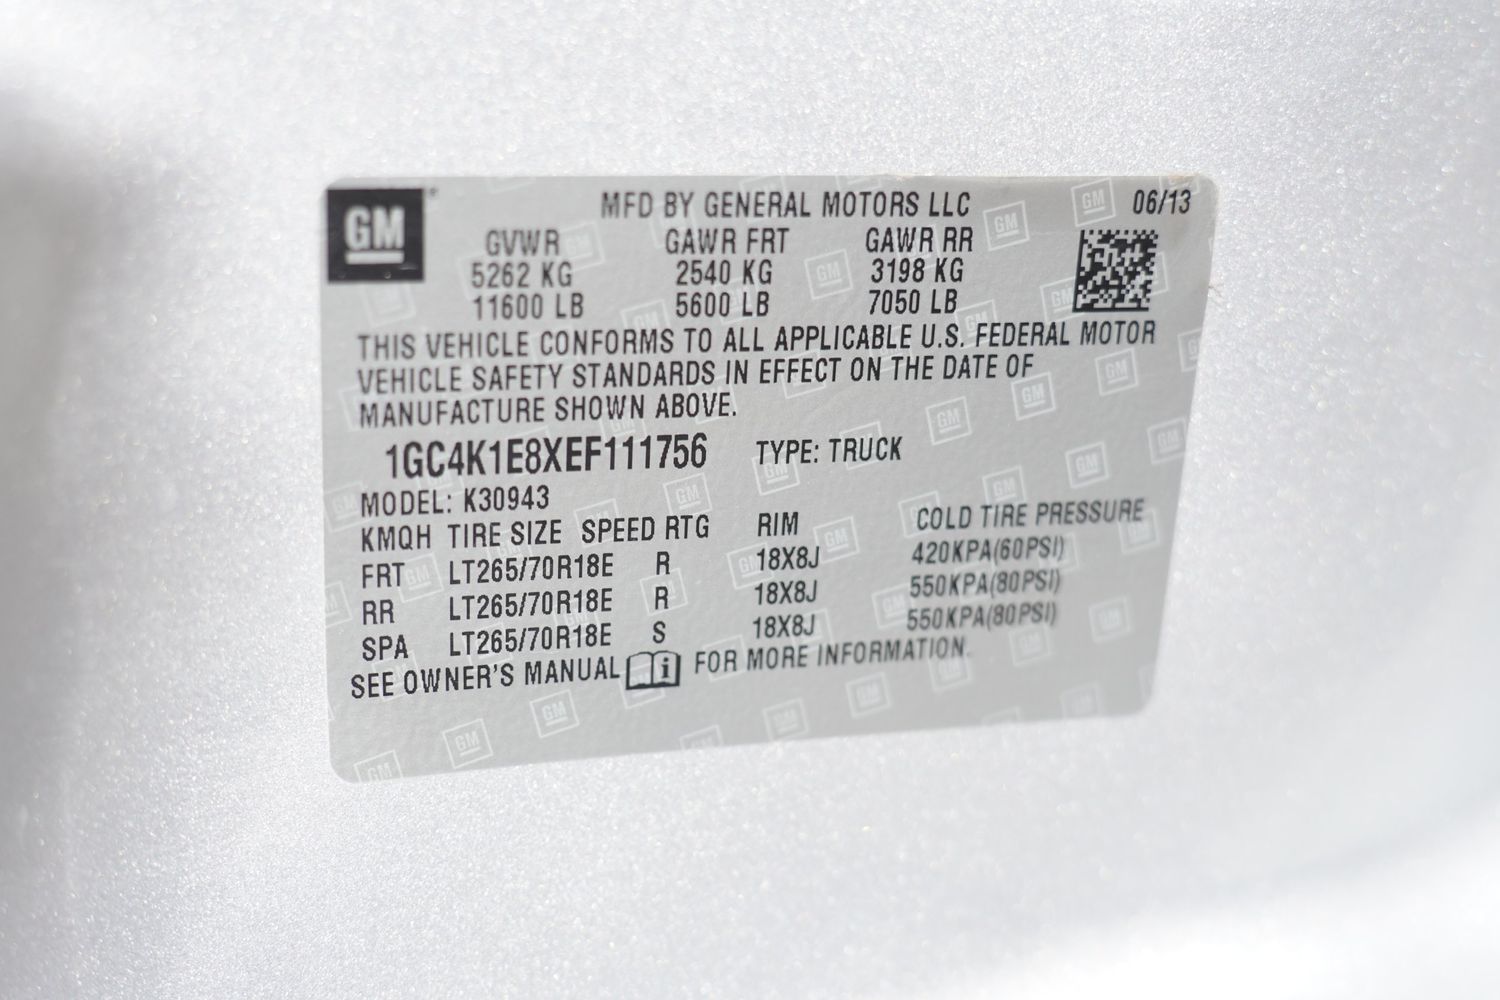 GM
MFD BY GENERAL MOTORS LLC 06/13
GVWR GAWR FRT GAWR RR
5262 KG 2540 KG 3198 KG
11600 LB 5600 LB 7050 LB
THIS VEHICLE CONFORMS TO ALL APPLICABLE U.S. FEDERAL MOTOR
VEHICLE SAFETY STANDARDS IN EFFECT ON THE DATE OF
MANUFACTURE SHOWN ABOVE.
1GC4K1E8XEF111756 TYPE: TRUCK
MODEL: K30943
KMQH TIRE SIZE SPEED RTG RIM COLD TIRE PRESSURE
FRT LT265/70R18E R 18X8J 420KPA(60PSI)
RR LT265/70R18E R 18X8J 550KPA(80PSI)
SPA LT265/70R18E S 18X8J 550KPA(80PSI)
SEE OWNER'S MANUAL i FOR MORE INFORMATION.